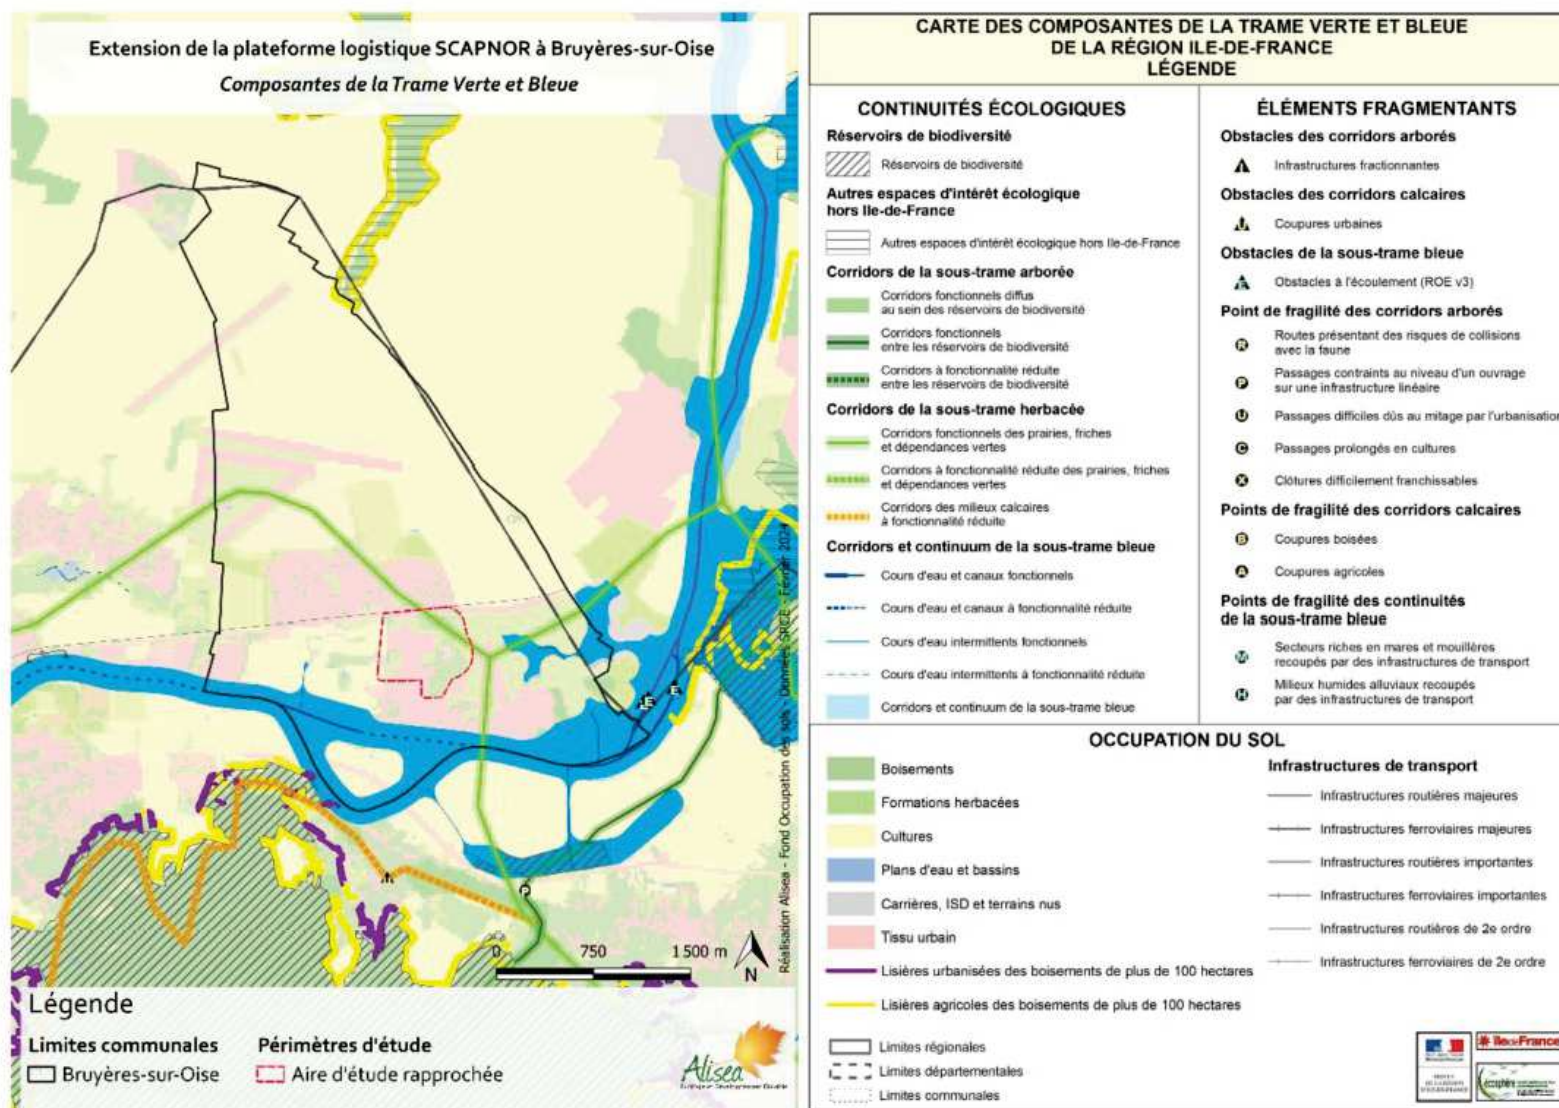 Extension de la plateforme logistique SCAPNOR à Bruyères-sur-Oise
Composantes de la Trame Verte et Bleue
Réalisation Alisea - Fond Occupation des sols - Données SRCE - Février 2024
E
E
P
0 750 1 500 m
N
Légende
Limites communales
Bruyères-sur-Oise
Périmètres d'étude
Aire d'étude rapprochée
Alisea
CARTE DES COMPOSANTES DE LA TRAME VERTE ET BLEUE
DE LA RÉGION ILE-DE-FRANCE
LÉGENDE
CONTINUITÉS ÉCOLOGIQUES
Réservoirs de biodiversité
Réservoirs de biodiversité
Autres espaces d'intérêt écologique
hors Ile-de-France
Autres espaces d'intérêt écologique hors Ile-de-France
Corridors de la sous-trame arborée
Corridors fonctionnels diffus
au sein des réservoirs de biodiversité
Corridors fonctionnels
entre les réservoirs de biodiversité
Corridors à fonctionnalité réduite
entre les réservoirs de biodiversité
Corridors de la sous-trame herbacée
Corridors fonctionnels des prairies, friches
et dépendances vertes
Corridors à fonctionnalité réduite des prairies, friches
et dépendances vertes
Corridors des milieux calcaires
à fonctionnalité réduite
Corridors et continuum de la sous-trame bleue
Cours d'eau et canaux fonctionnels
Cours d'eau et canaux à fonctionnalité réduite
Cours d'eau intermittents fonctionnels
Cours d'eau intermittents à fonctionnalité réduite
Corridors et continuum de la sous-trame bleue
ÉLÉMENTS FRAGMENTANTS
Obstacles des corridors arborés
Infrastructures fractionnantes
Obstacles des corridors calcaires
Coupures urbaines
Obstacles de la sous-trame bleue
Obstacles à l'écoulement (ROE v3)
Point de fragilité des corridors arborés
R Routes présentant des risques de collisions
avec la faune
P Passages contraints au niveau d'un ouvrage
sur une infrastructure linéaire
U Passages difficiles dûs au mitage par l'urbanisation
C Passages prolongés en cultures
X Clôtures difficilement franchissables
Points de fragilité des corridors calcaires
B Coupures boisées
A Coupures agricoles
Points de fragilité des continuités
de la sous-trame bleue
M Secteurs riches en mares et mouillères
recoupés par des infrastructures de transport
H Milieux humides alluviaux recoupés
par des infrastructures de transport
OCCUPATION DU SOL
Boisements
Formations herbacées
Cultures
Plans d'eau et bassins
Carrières, ISD et terrains nus
Tissu urbain
Lisières urbanisées des boisements de plus de 100 hectares
Lisières agricoles des boisements de plus de 100 hectares
Limites régionales
Limites départementales
Limites communales
Infrastructures de transport
Infrastructures routières majeures
Infrastructures ferroviaires majeures
Infrastructures routières importantes
Infrastructures ferroviaires importantes
Infrastructures routières de 2e ordre
Infrastructures ferroviaires de 2e ordre
île de France
écosphère